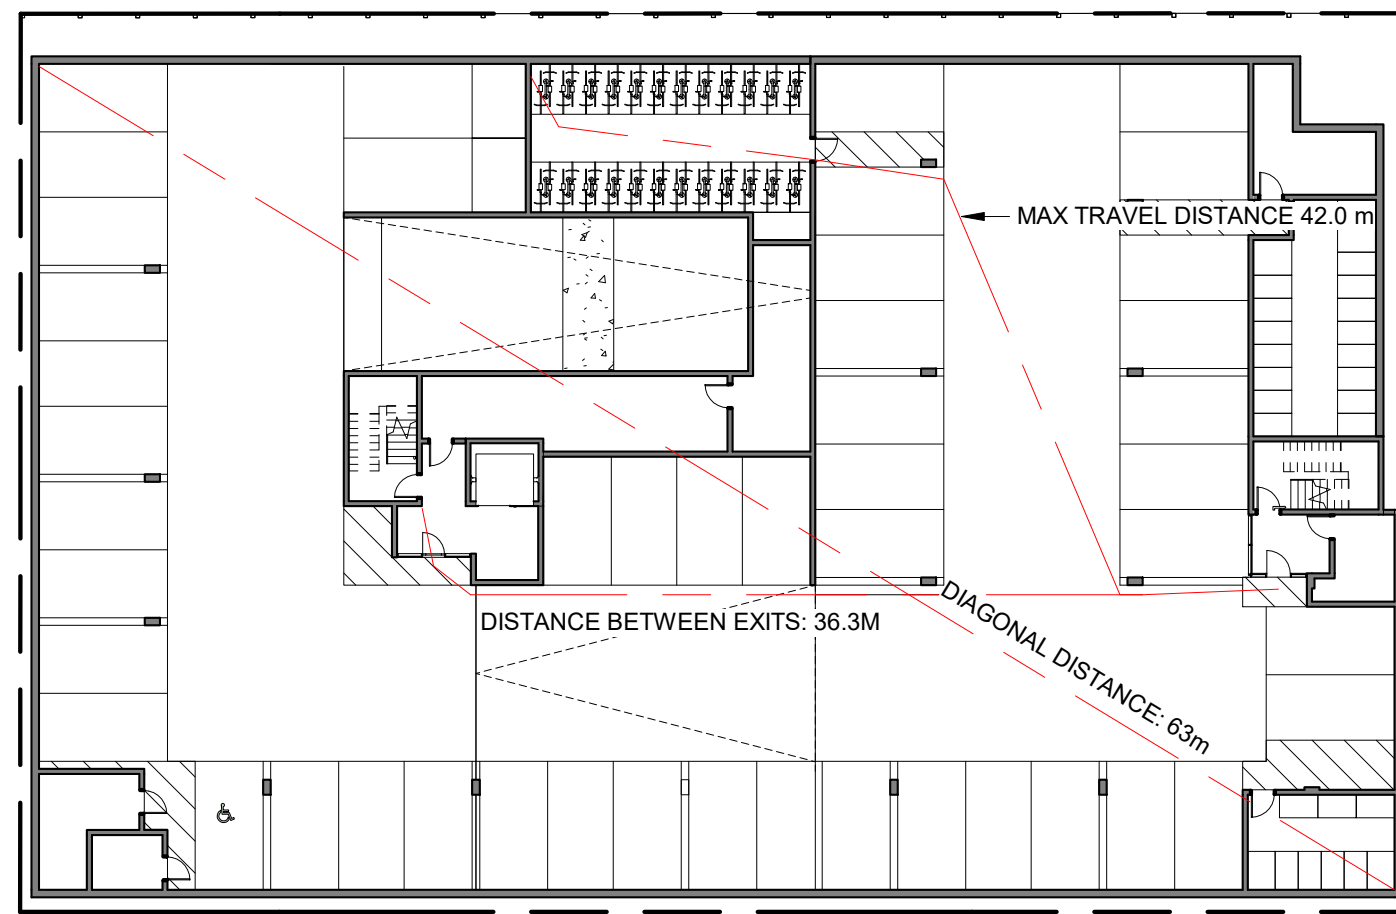 MAX TRAVEL DISTANCE 42.0 m
DISTANCE BETWEEN EXITS: 36.3M
DIAGONAL DISTANCE: 63m